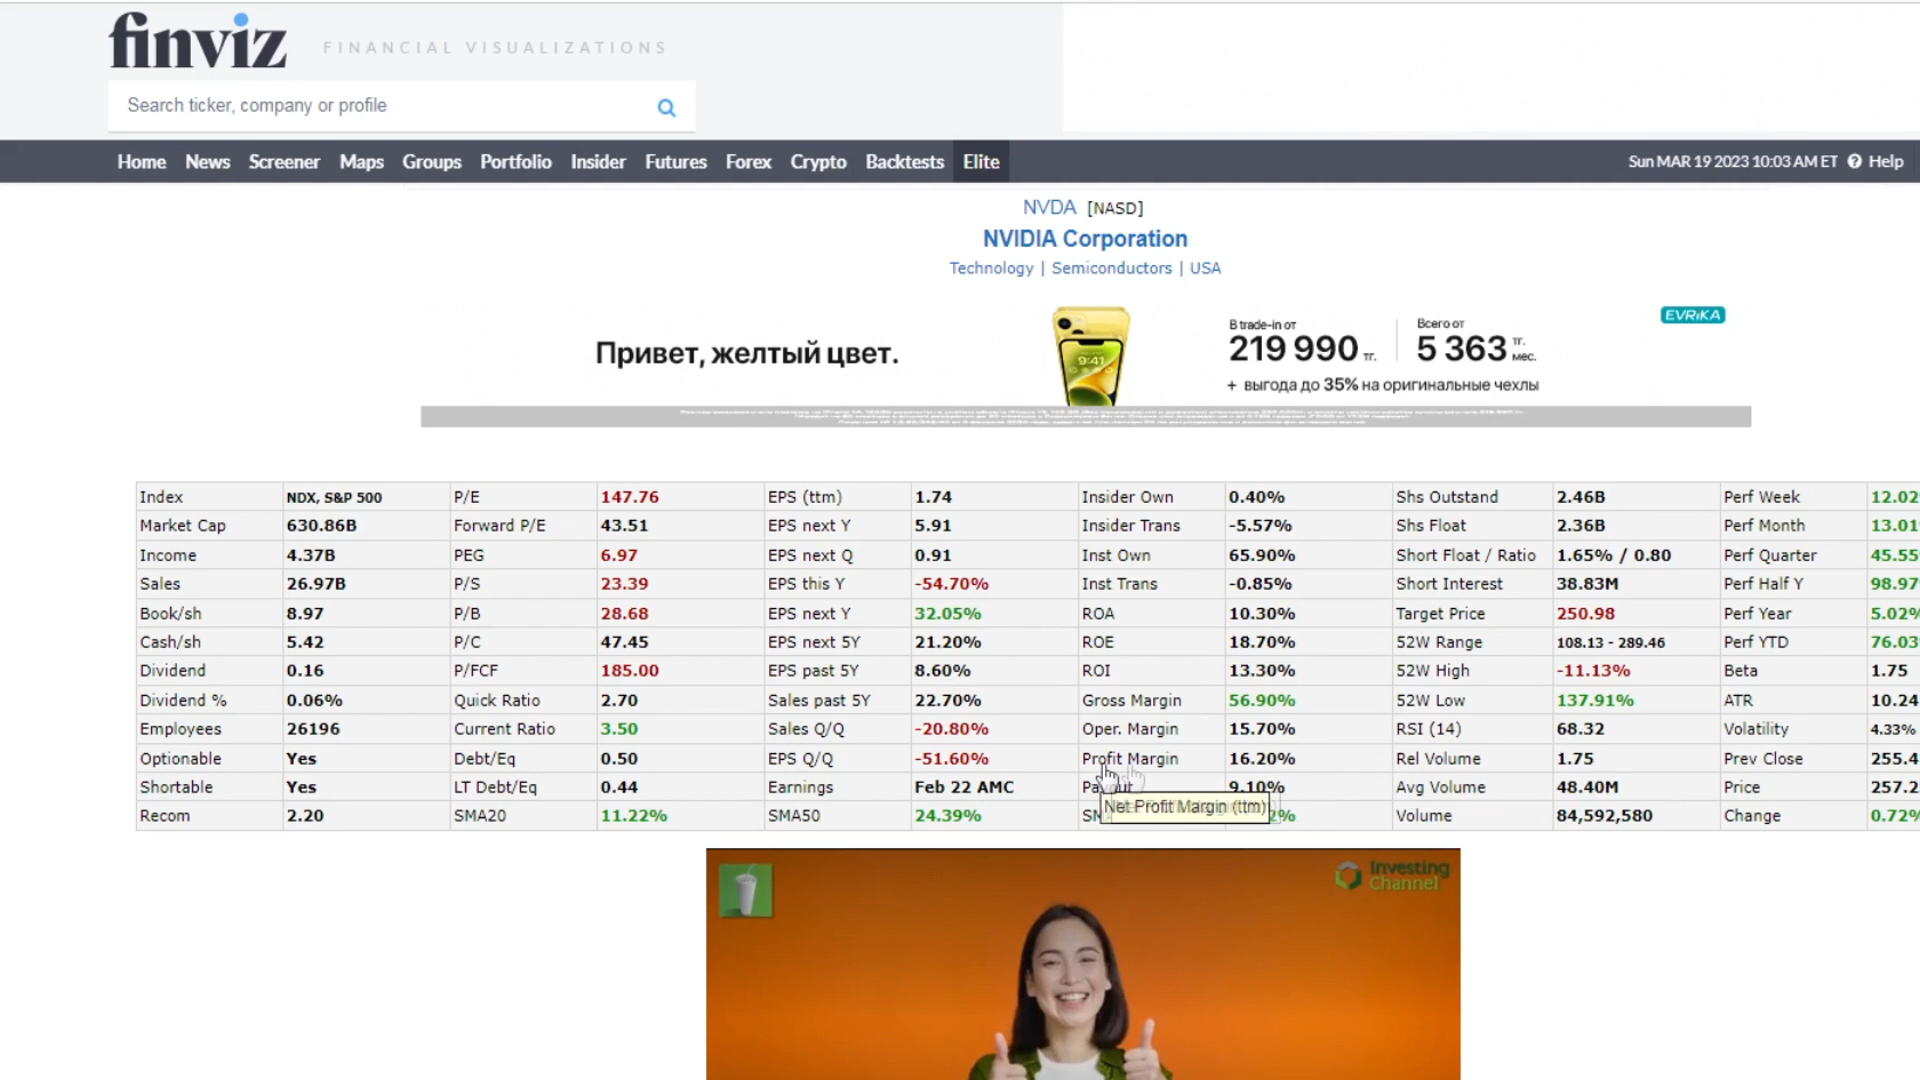 finviz FINANCIAL VISUALIZATIONS
Search ticker, company or profile
Home News Screener Maps Groups Portfolio Insider Futures Forex Crypto Backtests Elite Sun MAR 19 2023 10:03 AM ET Help
NVDA [NASD]
NVIDIA Corporation
Technology | Semiconductors | USA
EVRIKA
В trade-in от Всего от
Привет, желтый цвет. 9:41 219 990 тг. 5 363 тг. мес.
+ выгода до 35% на оригинальные чехлы
Index NDX, S&P 500 P/E 147.76 EPS (ttm) 1.74 Insider Own 0.40% Shs Outstand 2.46B Perf Week 12.02
Market Cap 630.86B Forward P/E 43.51 EPS next Y 5.91 Insider Trans -5.57% Shs Float 2.36B Perf Month 13.01
Income 4.37B PEG 6.97 EPS next Q 0.91 Inst Own 65.90% Short Float / Ratio 1.65% / 0.80 Perf Quarter 45.55
Sales 26.97B P/S 23.39 EPS this Y -54.70% Inst Trans -0.85% Short Interest 38.83M Perf Half Y 98.97
Book/sh 8.97 P/B 28.68 EPS next Y 32.05% ROA 10.30% Target Price 250.98 Perf Year 5.02%
Cash/sh 5.42 P/C 47.45 EPS next 5Y 21.20% ROE 18.70% 52W Range 108.13 - 289.46 Perf YTD 76.03
Dividend 0.16 P/FCF 185.00 EPS past 5Y 8.60% ROI 13.30% 52W High -11.13% Beta 1.75
Dividend % 0.06% Quick Ratio 2.70 Sales past 5Y 22.70% Gross Margin 56.90% 52W Low 137.91% ATR 10.24
Employees 26196 Current Ratio 3.50 Sales Q/Q -20.80% Oper. Margin 15.70% RSI (14) 68.32 Volatility 4.33%
Optionable Yes Debt/Eq 0.50 EPS Q/Q -51.60% Profit Margin 16.20% Rel Volume 1.75 Prev Close 255.4
Shortable Yes LT Debt/Eq 0.44 Earnings Feb 22 AMC Payout 9.10% Avg Volume 48.40M Price 257.2
Recom 2.20 SMA20 11.22% SMA50 24.39% SM 2% Volume 84,592,580 Change 0.72%
Net Profit Margin (ttm)
Investing
Channel